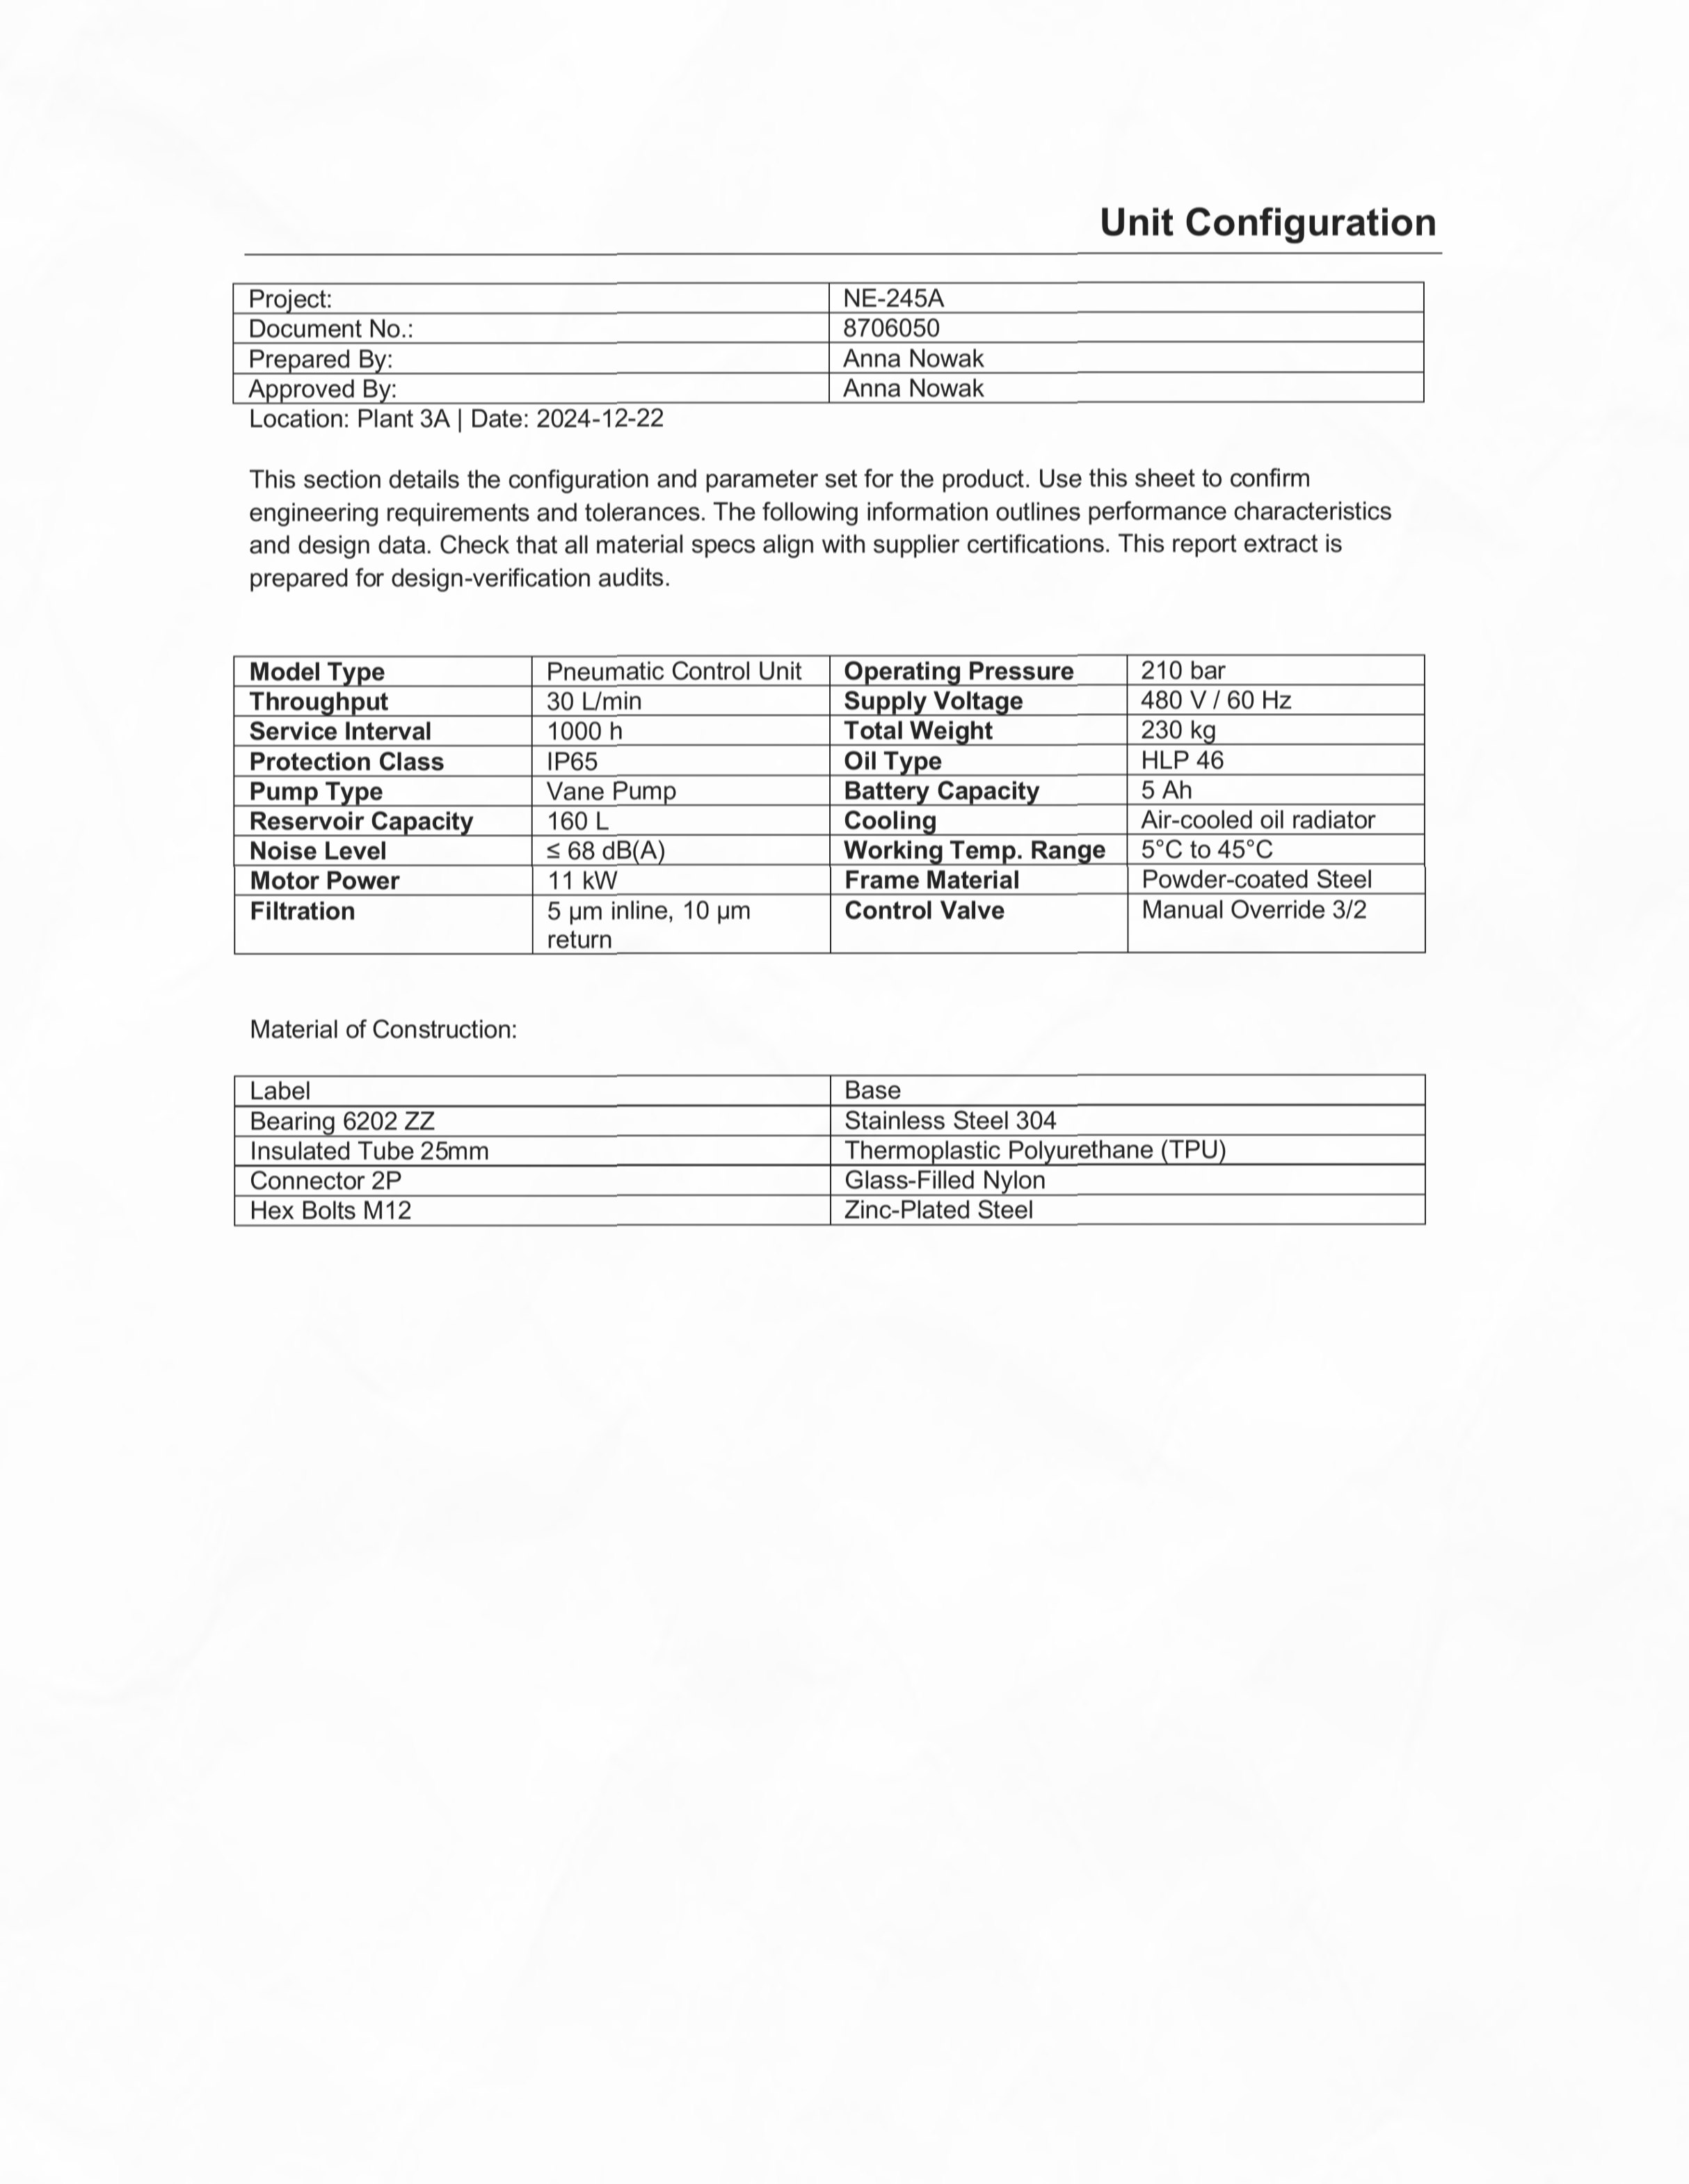 Unit Configuration
Project: NE-245A
Document No.: 8706050
Prepared By: Anna Nowak
Approved By: Anna Nowak
Location: Plant 3A | Date: 2024-12-22
This section details the configuration and parameter set for the product. Use this sheet to confirm
engineering requirements and tolerances. The following information outlines performance characteristics
and design data. Check that all material specs align with supplier certifications. This report extract is
prepared for design-verification audits.
Model Type Pneumatic Control Unit Operating Pressure 210 bar
Throughput 30 L/min Supply Voltage 480 V / 60 Hz
Service Interval 1000 h Total Weight 230 kg
Protection Class IP65 Oil Type HLP 46
Pump Type Vane Pump Battery Capacity 5 Ah
Reservoir Capacity 160 L Cooling Air-cooled oil radiator
Noise Level ≤ 68 dB(A) Working Temp. Range 5°C to 45°C
Motor Power 11 kW Frame Material Powder-coated Steel
Filtration 5 µm inline, 10 µm Control Valve Manual Override 3/2
return
Material of Construction:
Label Base
Bearing 6202 ZZ Stainless Steel 304
Insulated Tube 25mm Thermoplastic Polyurethane (TPU)
Connector 2P Glass-Filled Nylon
Hex Bolts M12 Zinc-Plated Steel